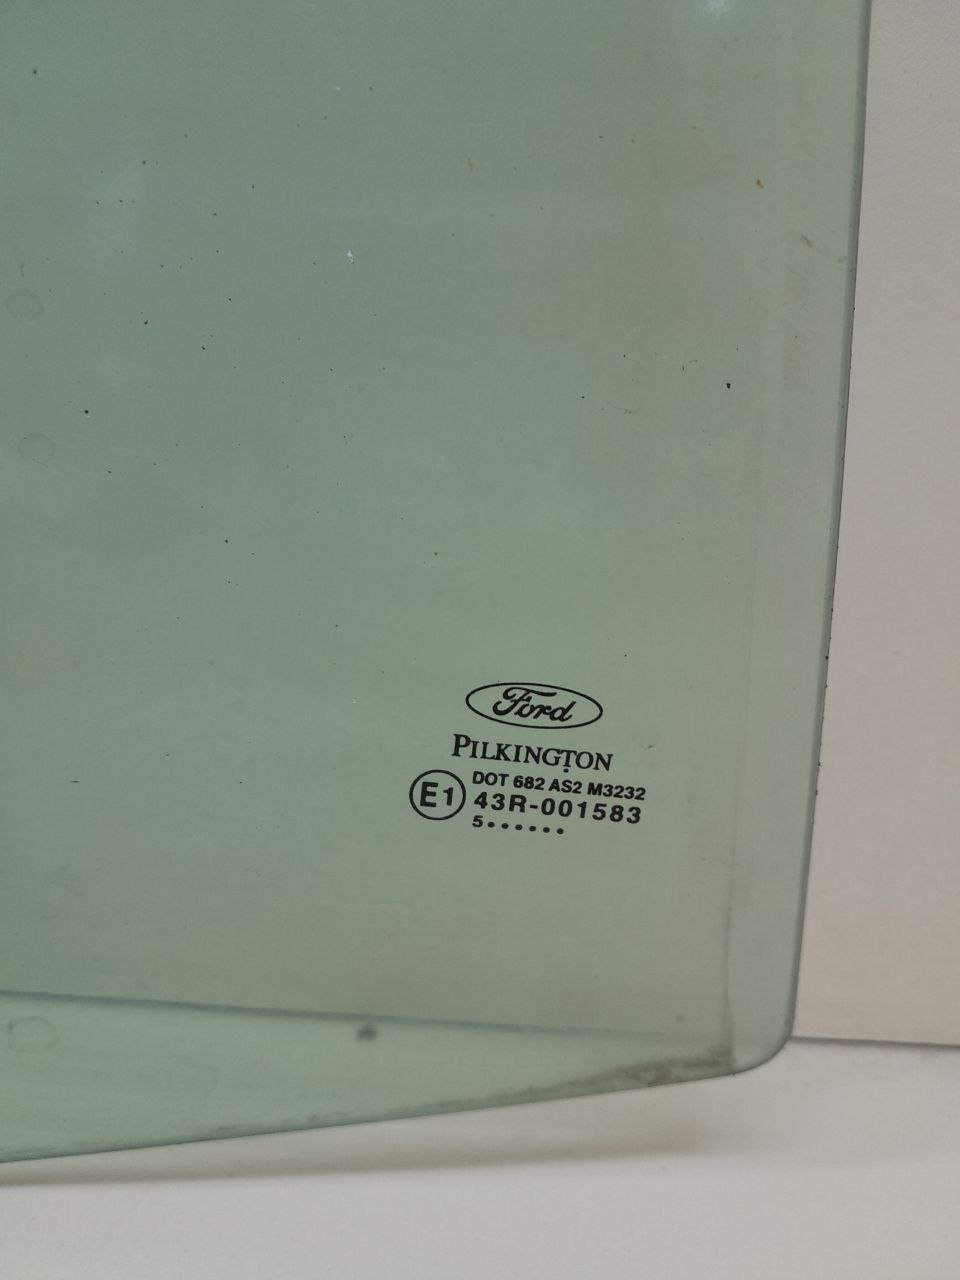 Ford
PILKINGTON
DOT 682 AS2 M3232
E1 43R-001583
5••••••